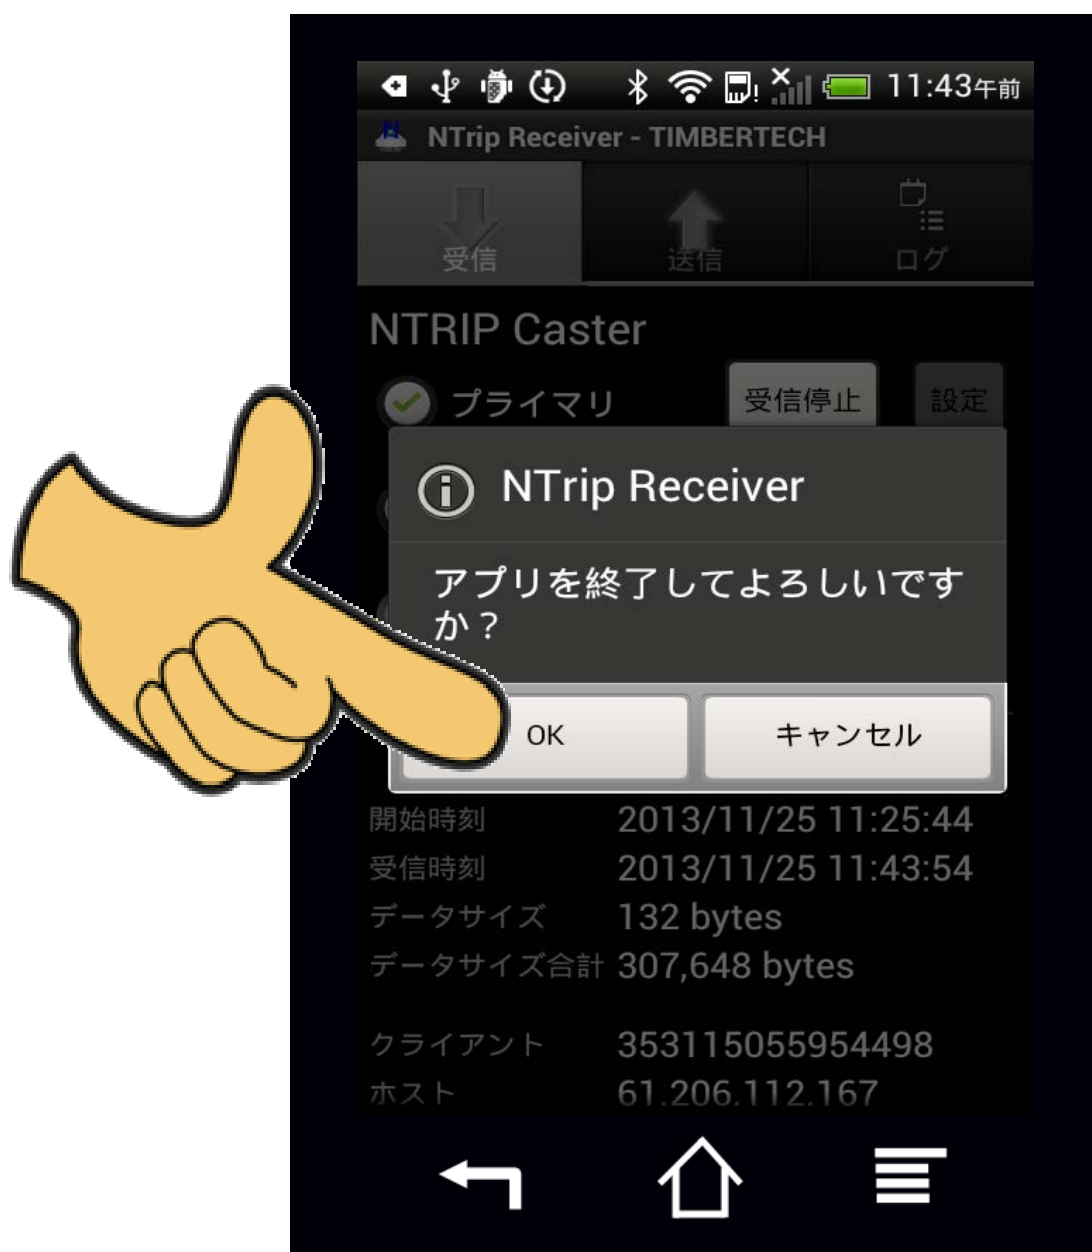 11:43午前
NTrip Receiver - TIMBERTECH
受信
送信
ログ
NTRIP Caster
プライマリ
受信停止
設定
NTrip Receiver
アプリを終了してよろしいです
か？
OK
キャンセル
開始時刻 2013/11/25 11:25:44
受信時刻 2013/11/25 11:43:54
データサイズ 132 bytes
データサイズ合計 307,648 bytes
クライアント 353115055954498
ホスト 61.206.112.167